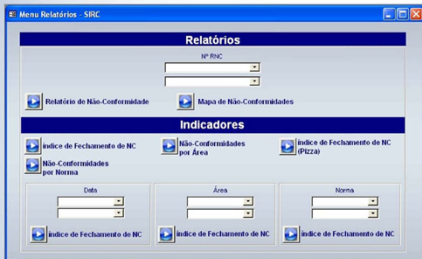 Menu Relatórios - SIRC
Relatórios
Nº RNC
Relatório de Não-Conformidade
Mapa de Não-Conformidades
Indicadores
índice de Fechamento de NC
Não-Conformidades
por Área
índice de Fechamento de NC
(Pizza)
Não-Conformidades
por Norma
Data
Área
Norma
índice de Fechamento de NC
índice de Fechamento de NC
índice de Fechamento de NC